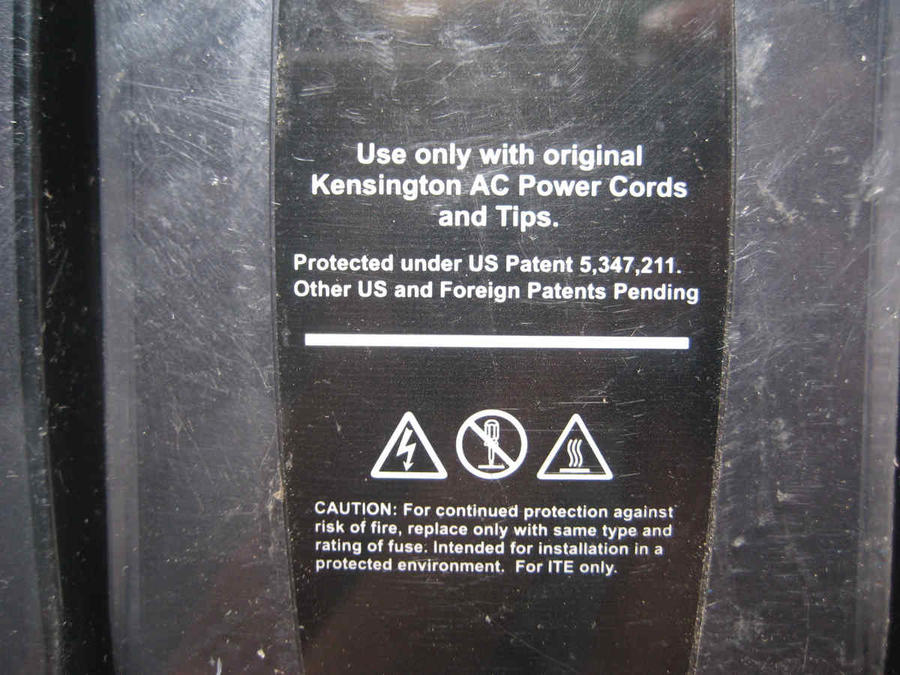 Use only with original
Kensington AC Power Cords
and Tips.
Protected under US Patent 5,347,211.
Other US and Foreign Patents Pending
CAUTION: For continued protection against
risk of fire, replace only with same type and
rating of fuse. Intended for installation in a
protected environment. For ITE only.